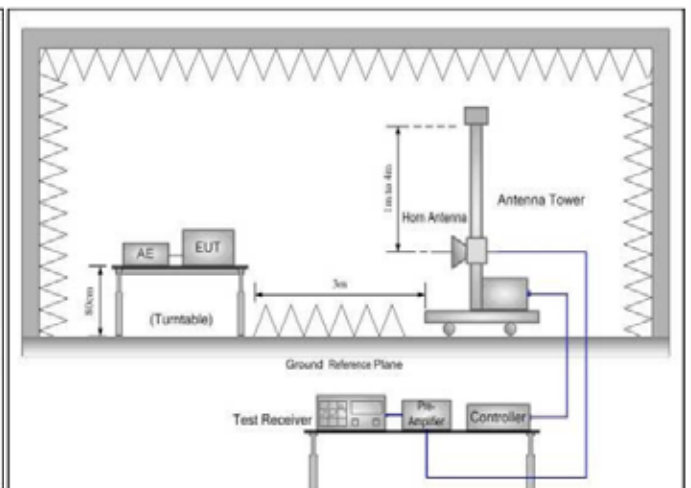 1m to 4m
Horn Antenna
Antenna Tower
AE
EUT
80cm
(Turntable)
3m
Ground Reference Plane
Test Receiver
Pre-
Amplifier
Controller